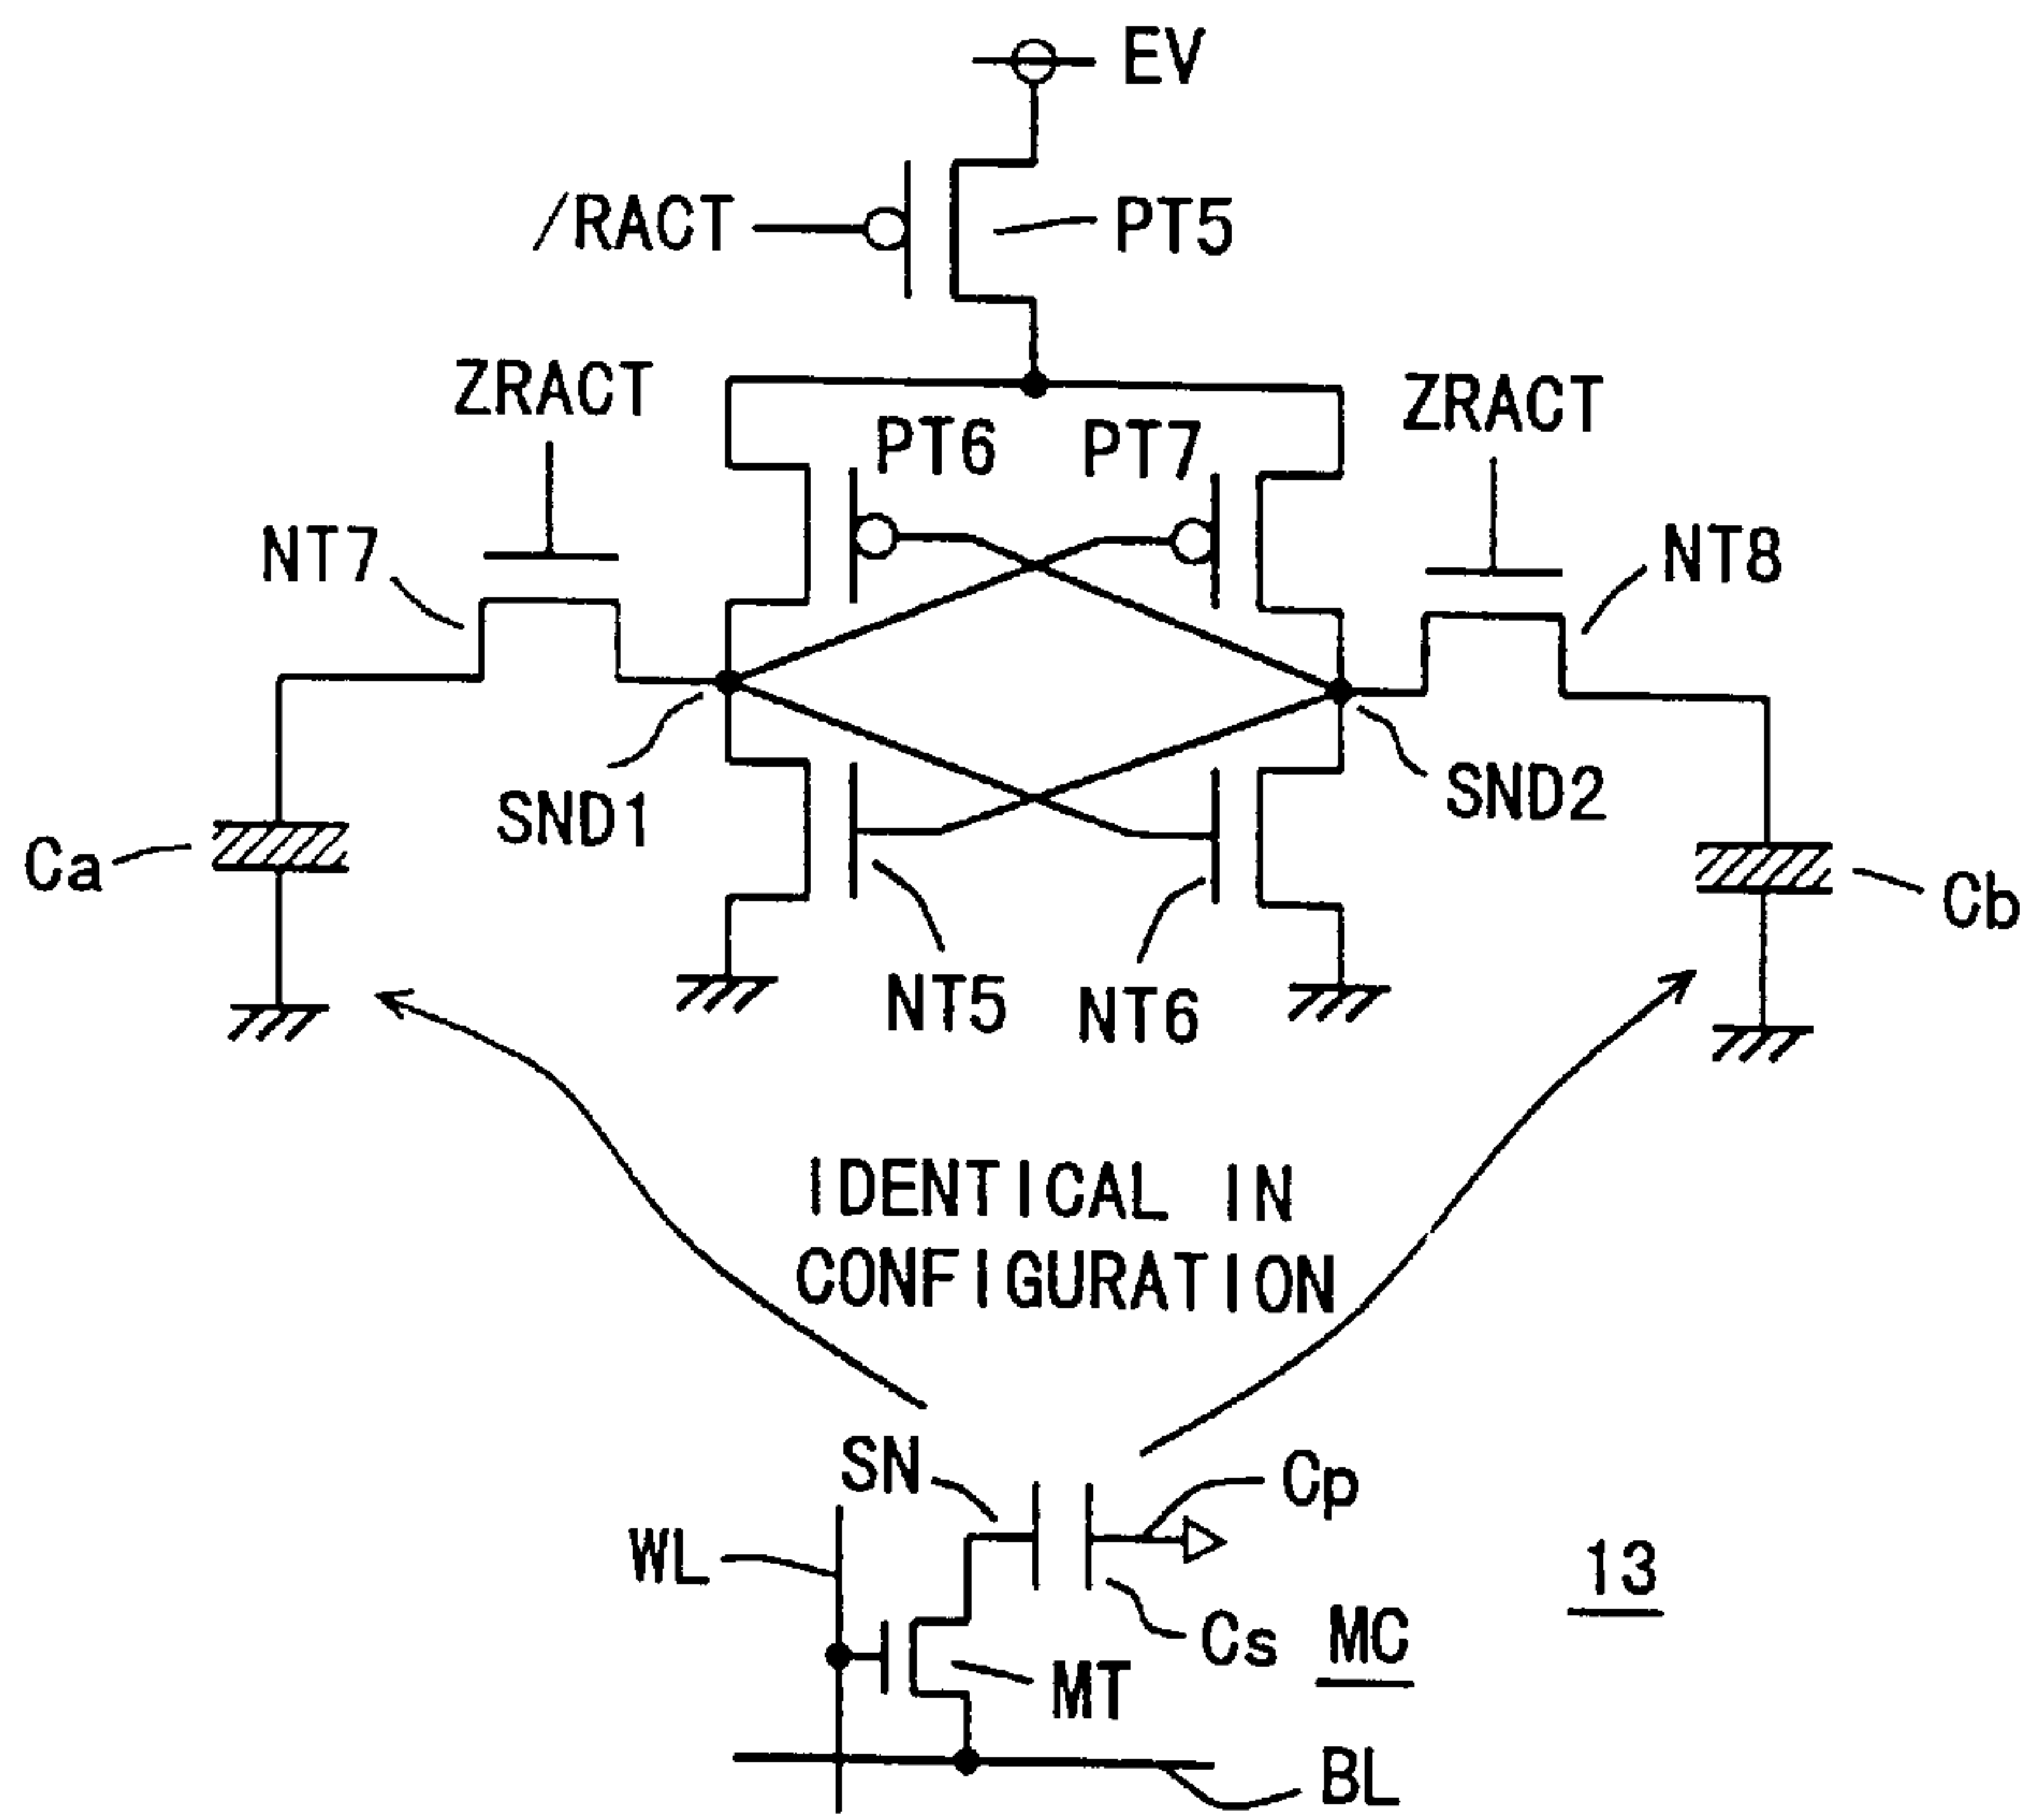 EV
/RACT
PT5
ZRACT
ZRACT
PT6
PT7
NT7
NT8
SND1
SND2
Ca
Cb
NT5
NT6
IDENTICAL IN
CONFIGURATION
SN
Cp
WL
13
Cs
MC
MT
BL